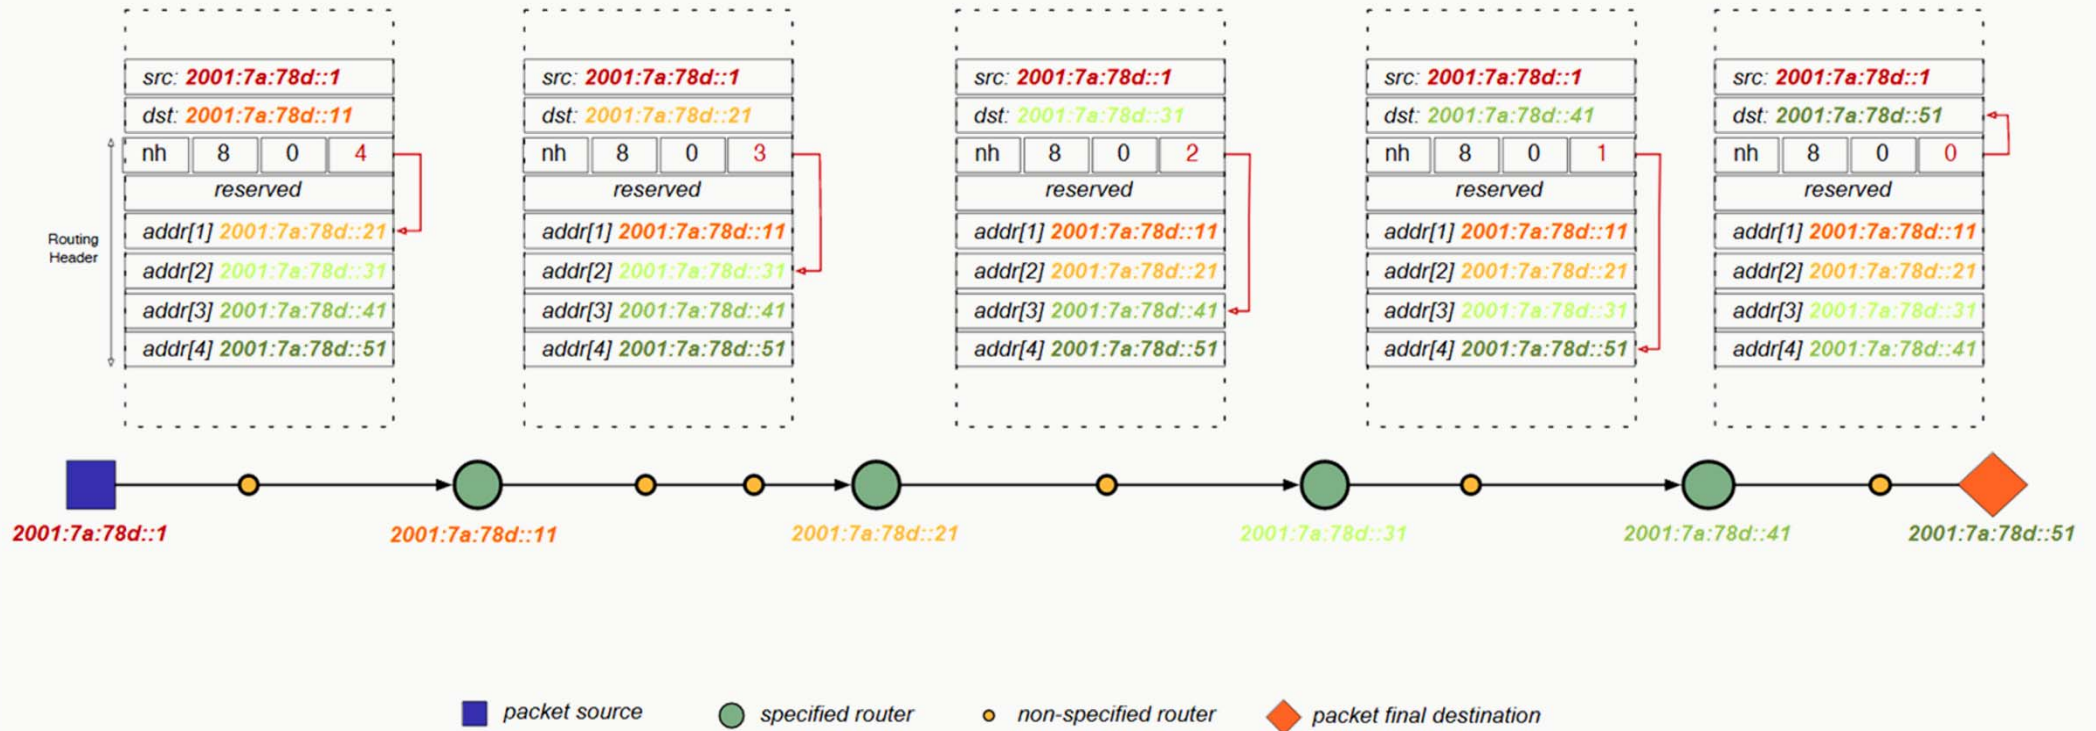 src: 2001:7a:78d::1
dst: 2001:7a:78d::11
nh 8 0 4
reserved
addr[1] 2001:7a:78d::21
addr[2] 2001:7a:78d::31
addr[3] 2001:7a:78d::41
addr[4] 2001:7a:78d::51
Routing
Header
src: 2001:7a:78d::1
dst: 2001:7a:78d::21
nh 8 0 3
reserved
addr[1] 2001:7a:78d::11
addr[2] 2001:7a:78d::31
addr[3] 2001:7a:78d::41
addr[4] 2001:7a:78d::51
src: 2001:7a:78d::1
dst: 2001:7a:78d::31
nh 8 0 2
reserved
addr[1] 2001:7a:78d::11
addr[2] 2001:7a:78d::21
addr[3] 2001:7a:78d::41
addr[4] 2001:7a:78d::51
src: 2001:7a:78d::1
dst: 2001:7a:78d::41
nh 8 0 1
reserved
addr[1] 2001:7a:78d::11
addr[2] 2001:7a:78d::21
addr[3] 2001:7a:78d::31
addr[4] 2001:7a:78d::51
src: 2001:7a:78d::1
dst: 2001:7a:78d::51
nh 8 0 0
reserved
addr[1] 2001:7a:78d::11
addr[2] 2001:7a:78d::21
addr[3] 2001:7a:78d::31
addr[4] 2001:7a:78d::41
2001:7a:78d::1 2001:7a:78d::11 2001:7a:78d::21 2001:7a:78d::31 2001:7a:78d::41 2001:7a:78d::51
packet source specified router non-specified router packet final destination